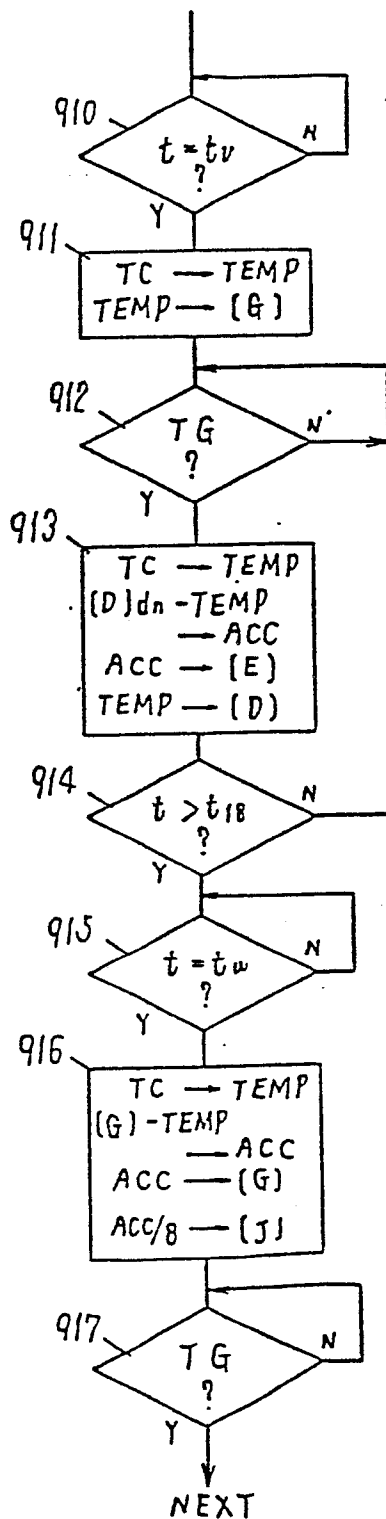 910
t = tv
?
N
Y
911
TC → TEMP
TEMP → [G]
912
TG
?
N
Y
913
TC → TEMP
[D]dn - TEMP
→ ACC
ACC → [E]
TEMP → [D]
914
t > t18
?
N
Y
915
t = tw
?
N
Y
916
TC → TEMP
[G] - TEMP
→ ACC
ACC → [G]
ACC/8 → [J]
917
TG
?
N
Y
NEXT